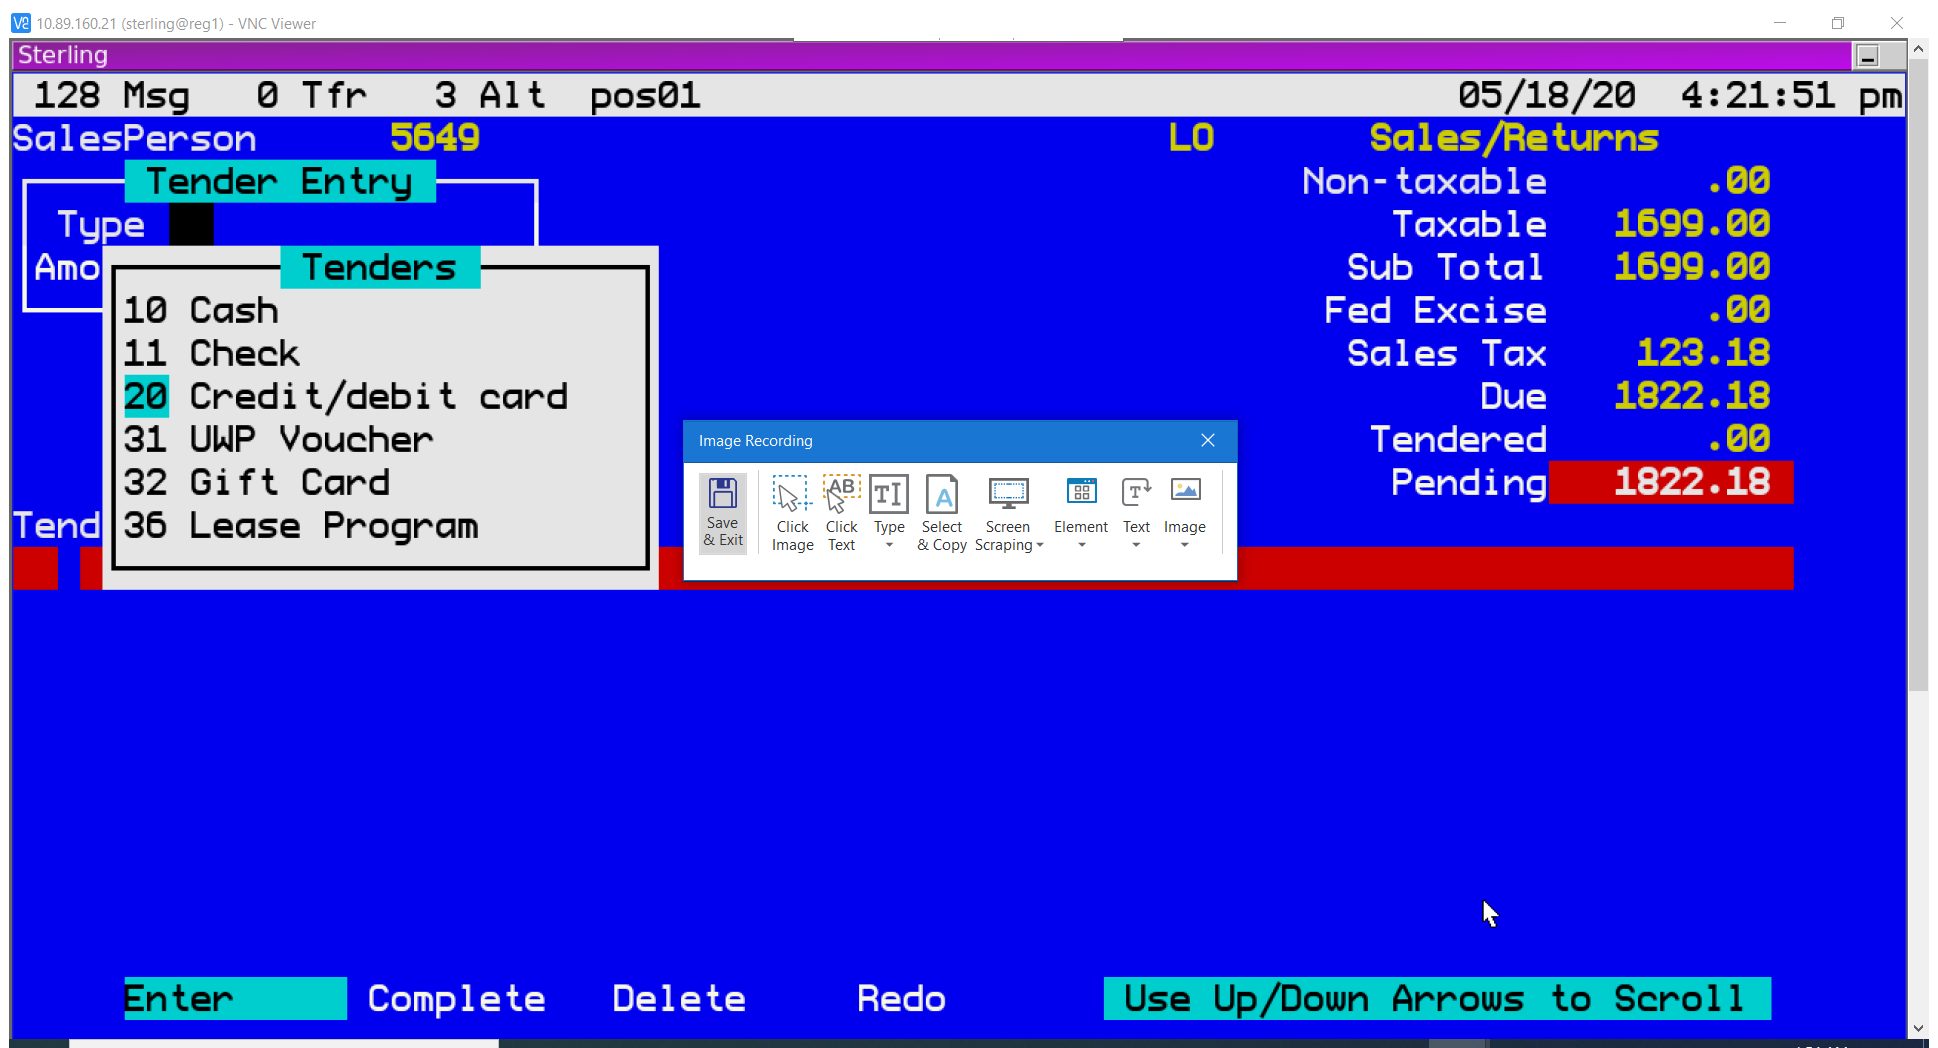 10.89.160.21 (sterling@reg1) - VNC Viewer
Sterling
128 Msg 0 Tfr 3 Alt pos01 05/18/20 4:21:51 pm
SalesPerson 5649 LO Sales/Returns
Tender Entry
Type
Amo
Tenders
10 Cash
11 Check
20 Credit/debit card
31 UWP Voucher
32 Gift Card
36 Lease Program
Tend
Non-taxable .00
Taxable 1699.00
Sub Total 1699.00
Fed Excise .00
Sales Tax 123.18
Due 1822.18
Tendered .00
Pending 1822.18
Image Recording
Save & Exit
Click Image
Click Text
Type
Select & Copy
Screen Scraping
Element
Text
Image
Enter Complete Delete Redo Use Up/Down Arrows to Scroll